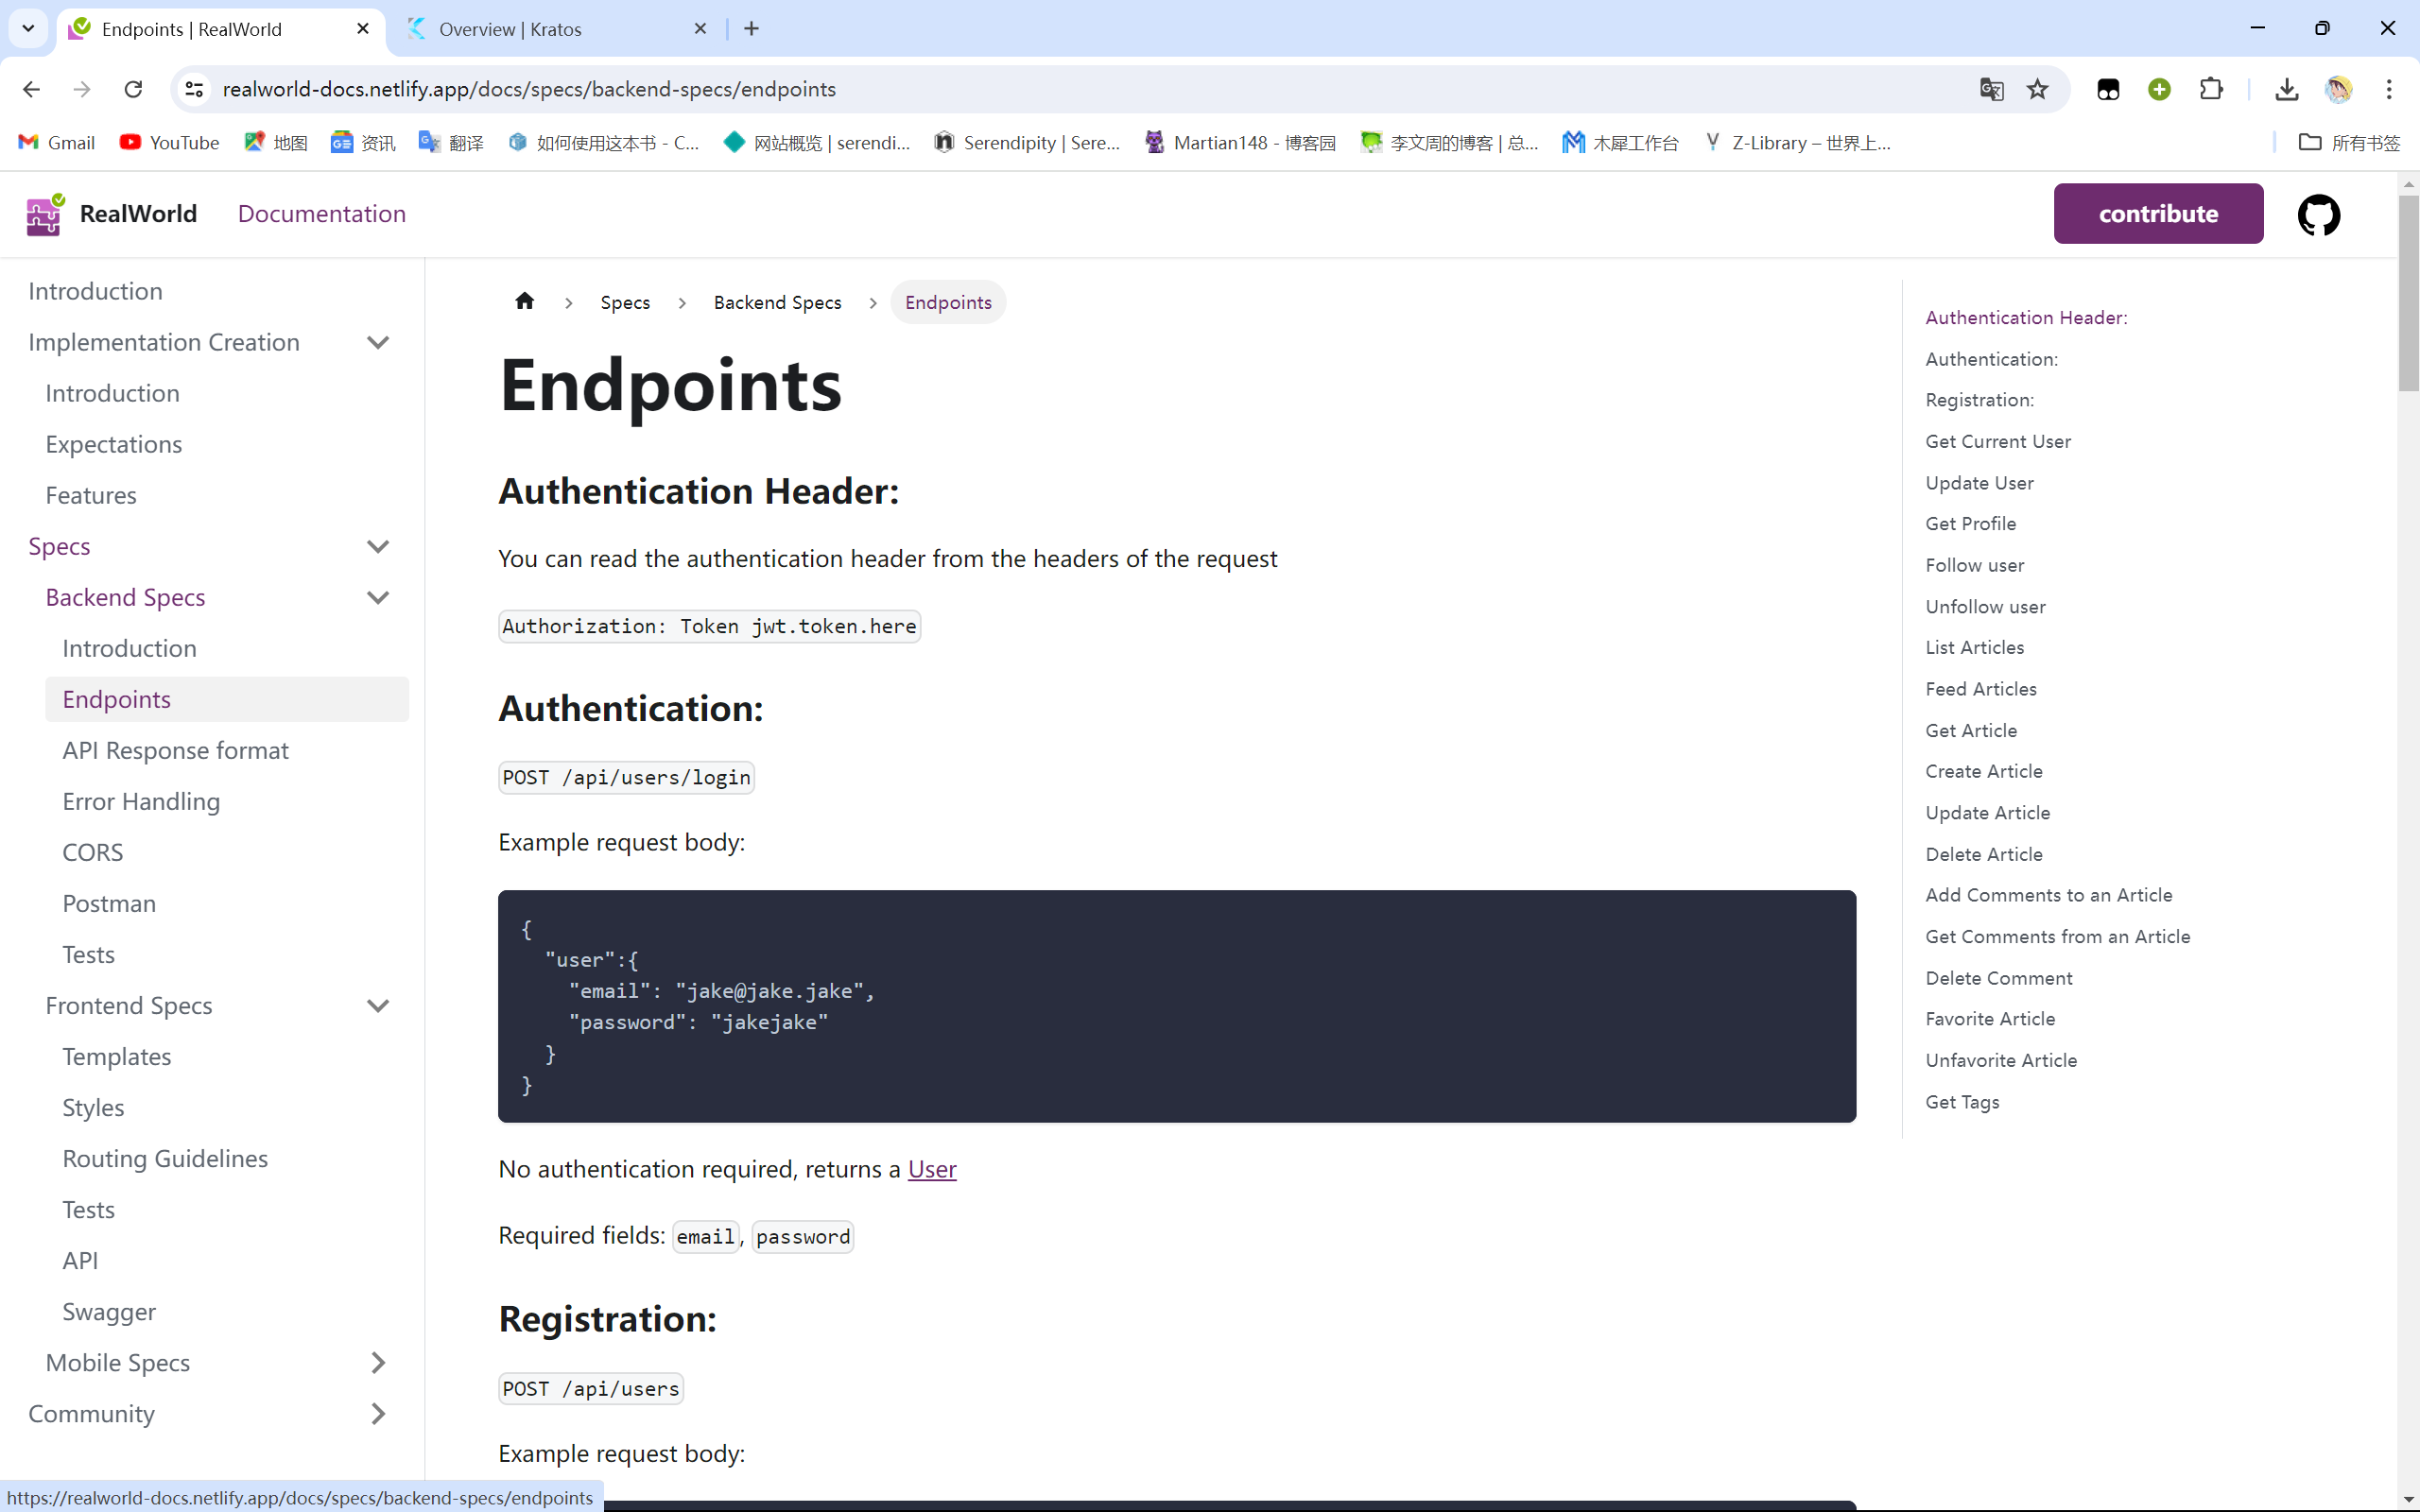 Endpoints | RealWorld
Overview | Kratos
realworld-docs.netlify.app/docs/specs/backend-specs/endpoints
Gmail
YouTube
地图
资讯
翻译
如何使用这本书 - C...
网站概览 | serendi...
Serendipity | Sere...
Martian148 - 博客园
李文周的博客 | 总...
木犀工作台
Z-Library – 世界上...
所有书签
RealWorld
Documentation
contribute
Introduction
Implementation Creation
Introduction
Expectations
Features
Specs
Backend Specs
Introduction
Endpoints
API Response format
Error Handling
CORS
Postman
Tests
Frontend Specs
Templates
Styles
Routing Guidelines
Tests
API
Swagger
Mobile Specs
Community
Specs
Backend Specs
Endpoints
Endpoints
Authentication Header:
You can read the authentication header from the headers of the request
Authorization: Token jwt.token.here
Authentication:
POST /api/users/login
Example request body:
{
"user":{
"email": "jake@jake.jake",
"password": "jakejake"
}
}
No authentication required, returns a User
Required fields: email, password
Registration:
POST /api/users
Example request body:
Authentication Header:
Authentication:
Registration:
Get Current User
Update User
Get Profile
Follow user
Unfollow user
List Articles
Feed Articles
Get Article
Create Article
Update Article
Delete Article
Add Comments to an Article
Get Comments from an Article
Delete Comment
Favorite Article
Unfavorite Article
Get Tags
https://realworld-docs.netlify.app/docs/specs/backend-specs/endpoints